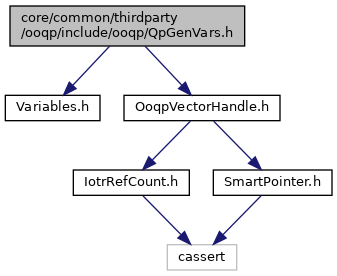 core/common/thirdparty
/ooqp/include/ooqp/QpGenVars.h
Variables.h
OoqpVectorHandle.h
IotrRefCount.h
SmartPointer.h
cassert